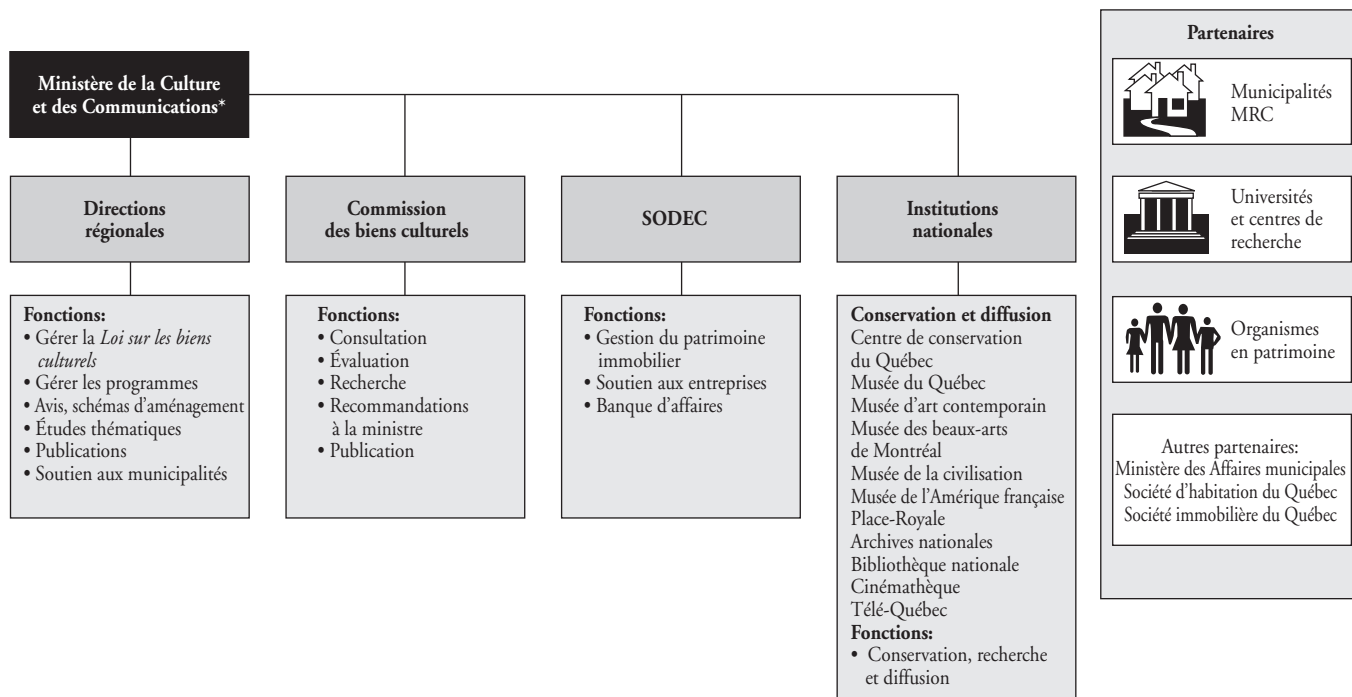 Ministère de la Culture
et des Communications*
Directions
régionales
Fonctions:
• Gérer la Loi sur les biens
culturels
• Gérer les programmes
• Avis, schémas d'aménagement
• Études thématiques
• Publications
• Soutien aux municipalités
Commission
des biens culturels
Fonctions:
• Consultation
• Évaluation
• Recherche
• Recommandations
à la ministre
• Publication
SODEC
Fonctions:
• Gestion du patrimoine
immobilier
• Soutien aux entreprises
• Banque d'affaires
Institutions
nationales
Conservation et diffusion
Centre de conservation
du Québec
Musée du Québec
Musée d'art contemporain
Musée des beaux-arts
de Montréal
Musée de la civilisation
Musée de l'Amérique française
Place-Royale
Archives nationales
Bibliothèque nationale
Cinémathèque
Télé-Québec
Fonctions:
• Conservation, recherche
et diffusion
Partenaires
Municipalités
MRC
Universités
et centres de
recherche
Organismes
en patrimoine
Autres partenaires:
Ministère des Affaires municipales
Société d'habitation du Québec
Société immobilière du Québec